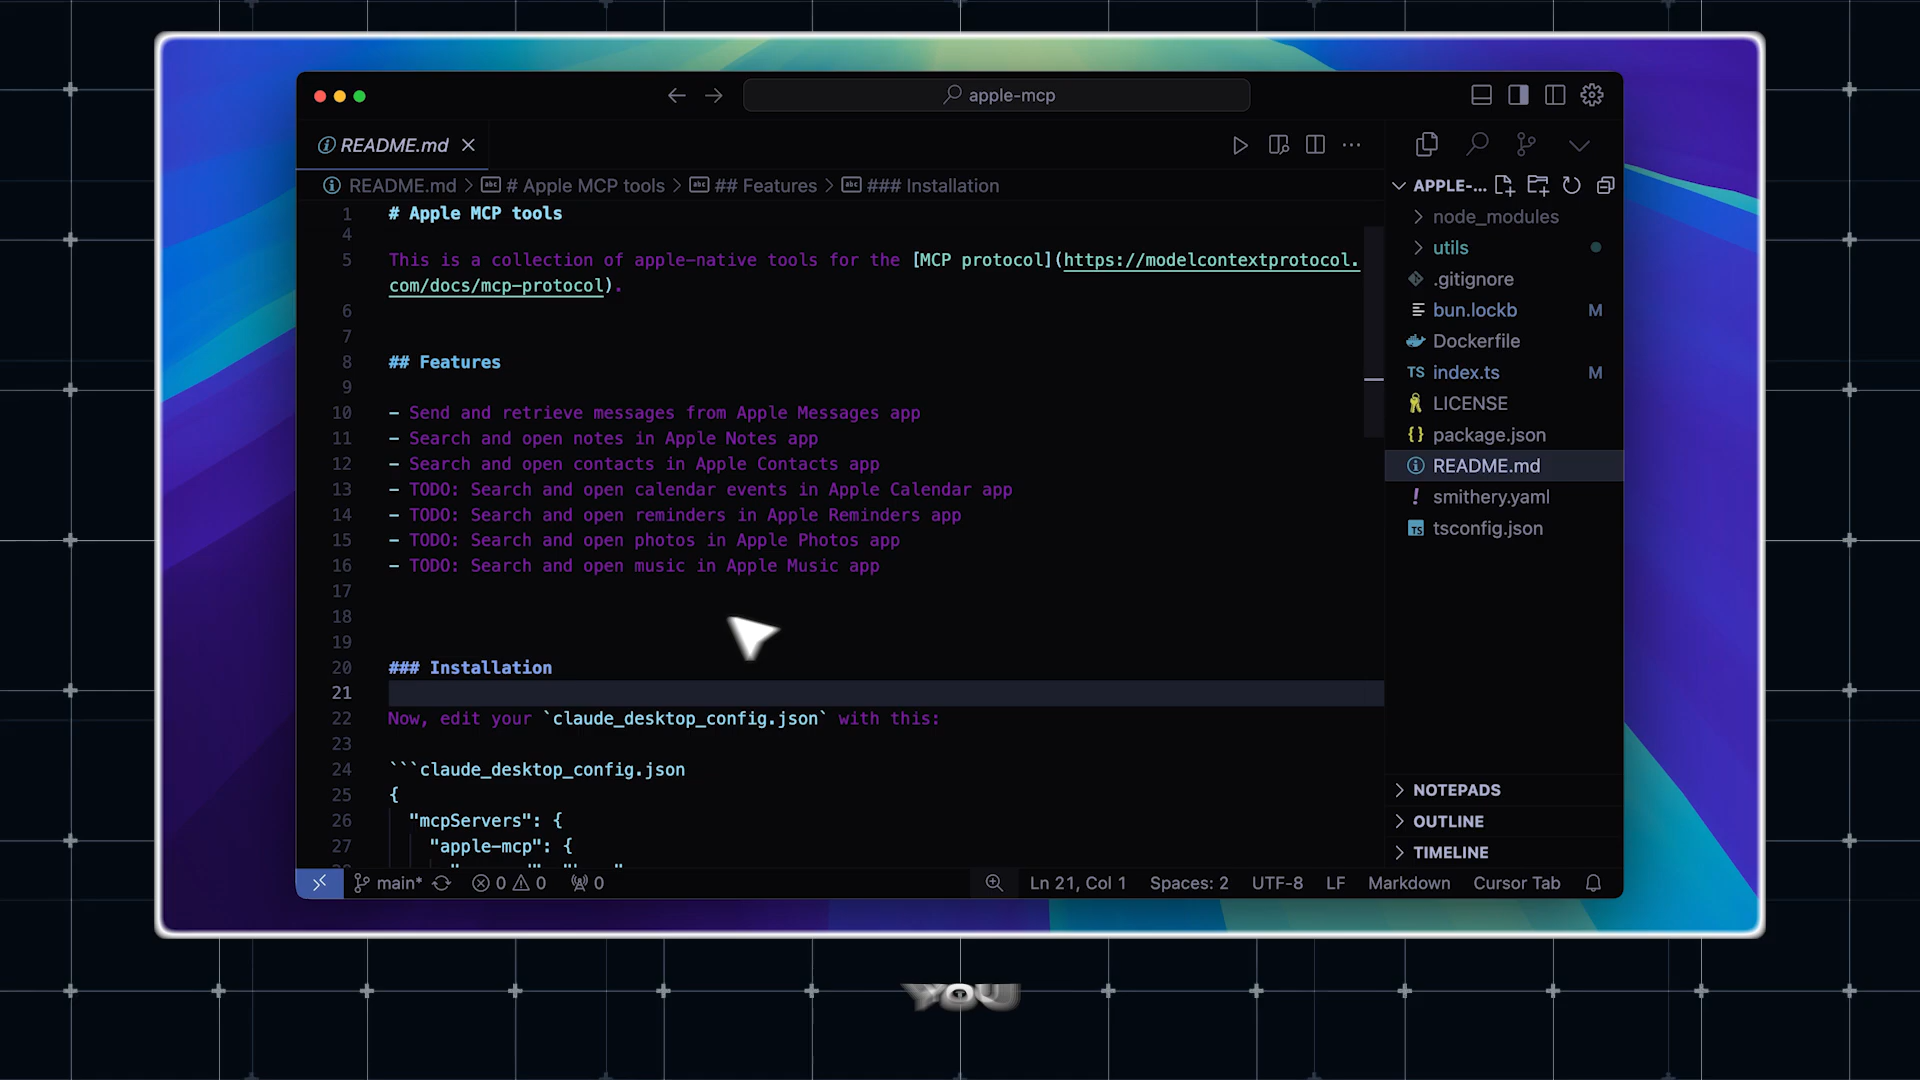 apple-mcp
README.md
README.md > # Apple MCP tools > ## Features > ### Installation
1 # Apple MCP tools
4
5 This is a collection of apple-native tools for the [MCP protocol](https://modelcontextprotocol.
com/docs/mcp-protocol).
6
7
8 ## Features
9
10 - Send and retrieve messages from Apple Messages app
11 - Search and open notes in Apple Notes app
12 - Search and open contacts in Apple Contacts app
13 - TODO: Search and open calendar events in Apple Calendar app
14 - TODO: Search and open reminders in Apple Reminders app
15 - TODO: Search and open photos in Apple Photos app
16 - TODO: Search and open music in Apple Music app
17
18
19
20 ### Installation
21
22 Now, edit your `claude_desktop_config.json` with this:
23
24 ```claude_desktop_config.json
25 {
26 "mcpServers": {
27 "apple-mcp": {
APPLE-...
node_modules
utils
.gitignore
bun.lockb M
Dockerfile
TS index.ts M
LICENSE
{} package.json
README.md
! smithery.yaml
TS tsconfig.json
NOTEPADS
OUTLINE
TIMELINE
main* 0 0 0 Ln 21, Col 1 Spaces: 2 UTF-8 LF Markdown Cursor Tab
YOU